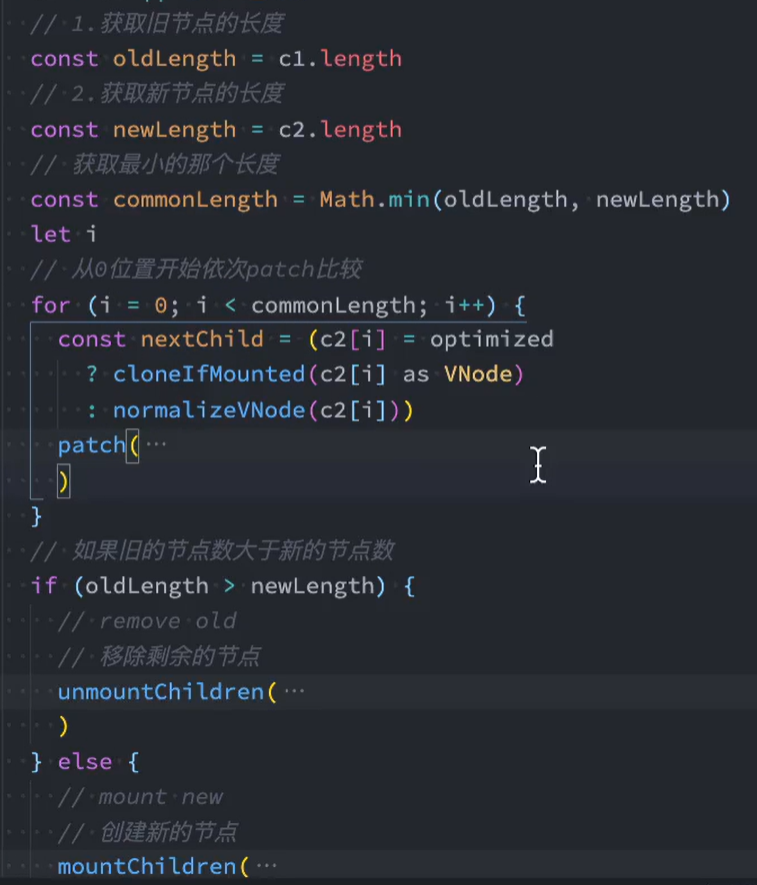 // 1.获取旧节点的长度
const oldLength = c1.length
// 2.获取新节点的长度
const newLength = c2.length
// 获取最小的那个长度
const commonLength = Math.min(oldLength, newLength)
let i
// 从0位置开始依次patch比较
for (i = 0; i < commonLength; i++) {
const nextChild = (c2[i] = optimized
? cloneIfMounted(c2[i] as VNode)
: normalizeVNode(c2[i]))
patch(…
)
}
// 如果旧的节点数大于新的节点数
if (oldLength > newLength) {
// remove old
// 移除剩余的节点
unmountChildren(…
)
} else {
// mount new
// 创建新的节点
mountChildren(…